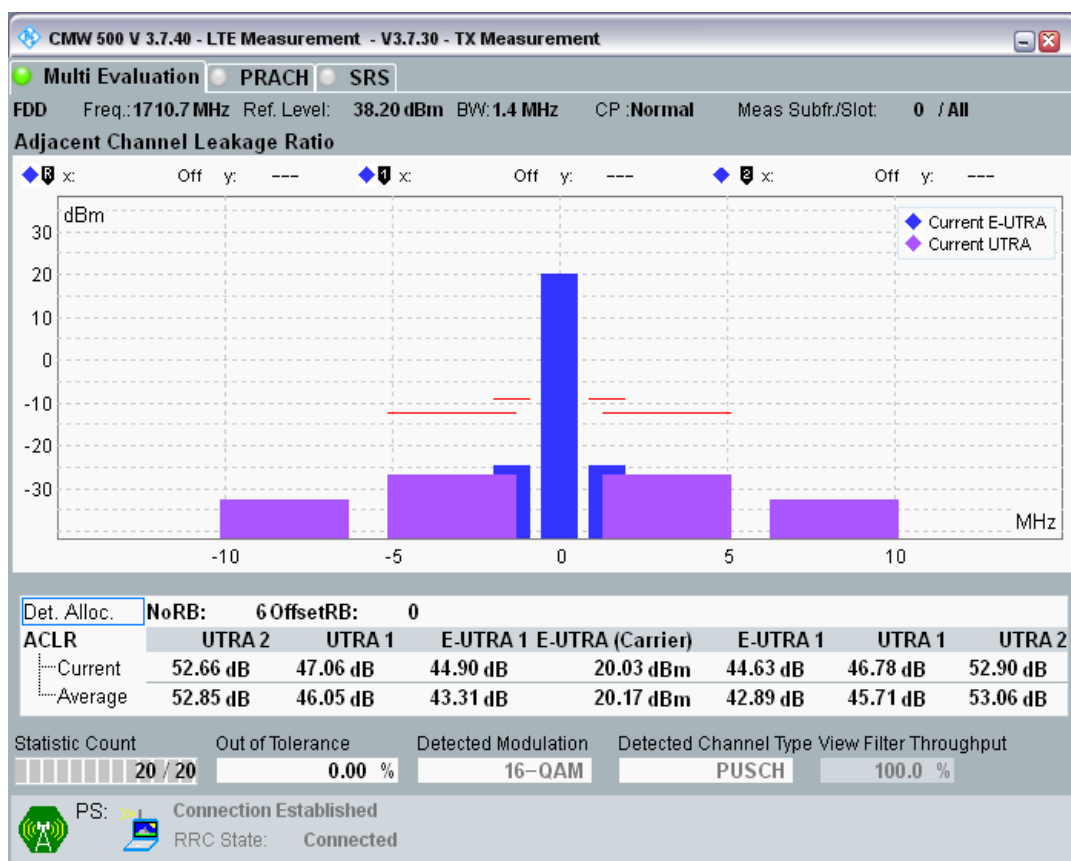 CMW 500 V 3.7.40 - LTE Measurement - V3.7.30 - TX Measurement
Multi Evaluation PRACH SRS
FDD Freq.: 1710.7 MHz Ref. Level: 38.20 dBm BW: 1.4 MHz CP :Normal Meas Subfr./Slot: 0 / All
Adjacent Channel Leakage Ratio
R x: Off y: --- 1 x: Off y: --- 2 x: Off y: ---
dBm
Current E-UTRA
Current UTRA
30
20
10
0
-10
-20
-30
MHz
-10 -5 0 5 10
Det. Alloc. NoRB: 6 OffsetRB: 0
ACLR UTRA 2 UTRA 1 E-UTRA 1 E-UTRA (Carrier) E-UTRA 1 UTRA 1 UTRA 2
Current 52.66 dB 47.06 dB 44.90 dB 20.03 dBm 44.63 dB 46.78 dB 52.90 dB
Average 52.85 dB 46.05 dB 43.31 dB 20.17 dBm 42.89 dB 45.71 dB 53.06 dB
Statistic Count Out of Tolerance Detected Modulation Detected Channel Type View Filter Throughput
20 / 20 0.00 % 16-QAM PUSCH 100.0 %
PS: Connection Established
RRC State: Connected